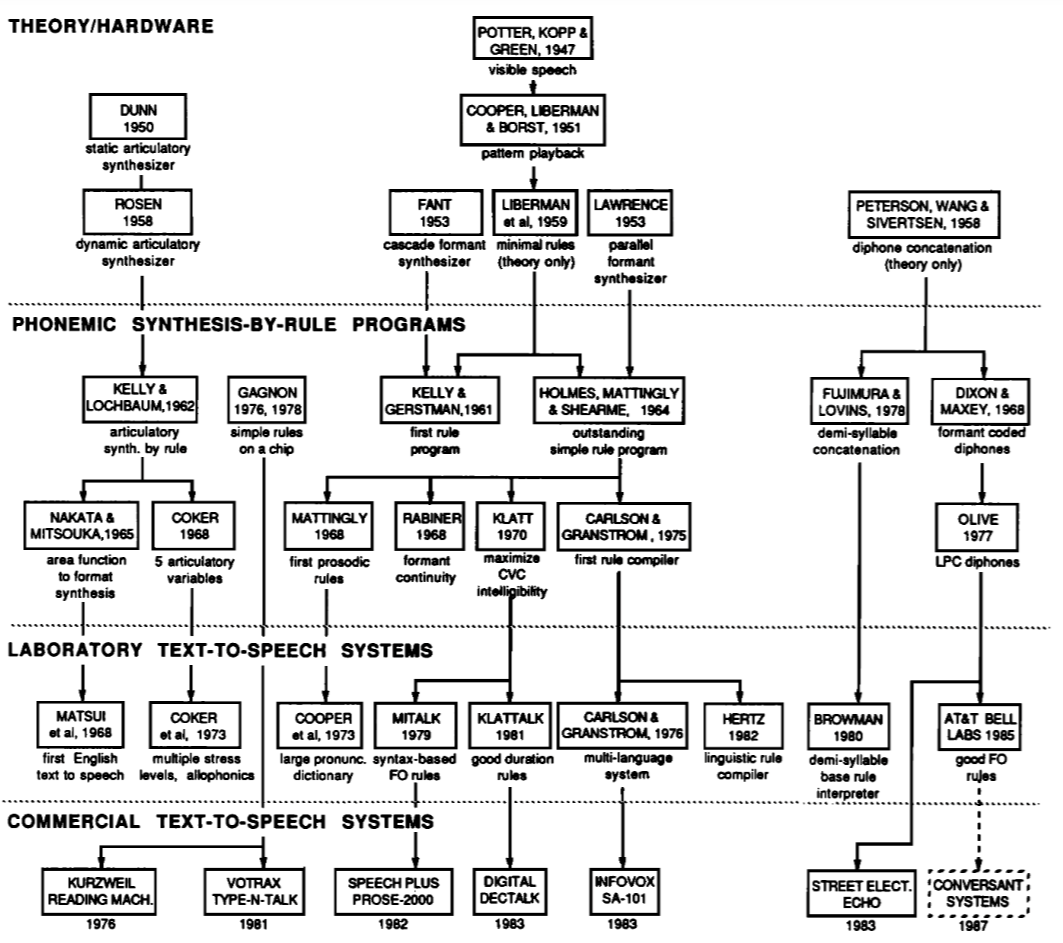 THEORY/HARDWARE
POTTER, KOPP &
GREEN, 1947
visible speech
DUNN
1950
static articulatory
synthesizer
COOPER, LIBERMAN
& BORST, 1951
pattern playback
ROSEN
1958
dynamic articulatory
synthesizer
FANT
1953
cascade formant
synthesizer
LIBERMAN
et al, 1959
minimal rules
(theory only)
LAWRENCE
1953
parallel
formant
synthesizer
PETERSON, WANG &
SIVERTSEN, 1958
diphone concatenation
(theory only)
PHONEMIC SYNTHESIS-BY-RULE PROGRAMS
KELLY &
LOCHBAUM,1962
articulatory
synth. by rule
GAGNON
1976, 1978
simple rules
on a chip
KELLY &
GERSTMAN,1961
first rule
program
HOLMES, MATTINGLY
& SHEARME, 1964
outstanding
simple rule program
FUJIMURA &
LOVINS, 1978
demi-syllable
concatenation
DIXON &
MAXEY, 1968
formant coded
diphones
NAKATA &
MITSOUKA,1965
area function
to format
synthesis
COKER
1968
5 articulatory
variables
MATTINGLY
1968
first prosodic
rules
RABINER
1968
formant
continuity
KLATT
1970
maximize
CVC
intelligibility
CARLSON &
GRANSTROM , 1975
first rule compiler
OLIVE
1977
LPC diphones
LABORATORY TEXT-TO-SPEECH SYSTEMS
MATSUI
et al, 1968
first English
text to speech
COKER
et al, 1973
multiple stress
levels, allophonics
COOPER
et al, 1973
large pronunc.
dictionary
MITALK
1979
syntax-based
FO rules
KLATTALK
1981
good duration
rules
CARLSON &
GRANSTROM, 1976
multi-language
system
HERTZ
1982
linguistic rule
compiler
BROWMAN
1980
demi-syllable
base rule
interpreter
AT&T BELL
LABS 1985
good FO
rules
COMMERCIAL TEXT-TO-SPEECH SYSTEMS
KURZWEIL
READING MACH.
1976
VOTRAX
TYPE-N-TALK
1981
SPEECH PLUS
PROSE-2000
1982
DIGITAL
DECTALK
1983
INFOVOX
SA-101
1983
STREET ELECT.
ECHO
1983
CONVERSANT
SYSTEMS
1987